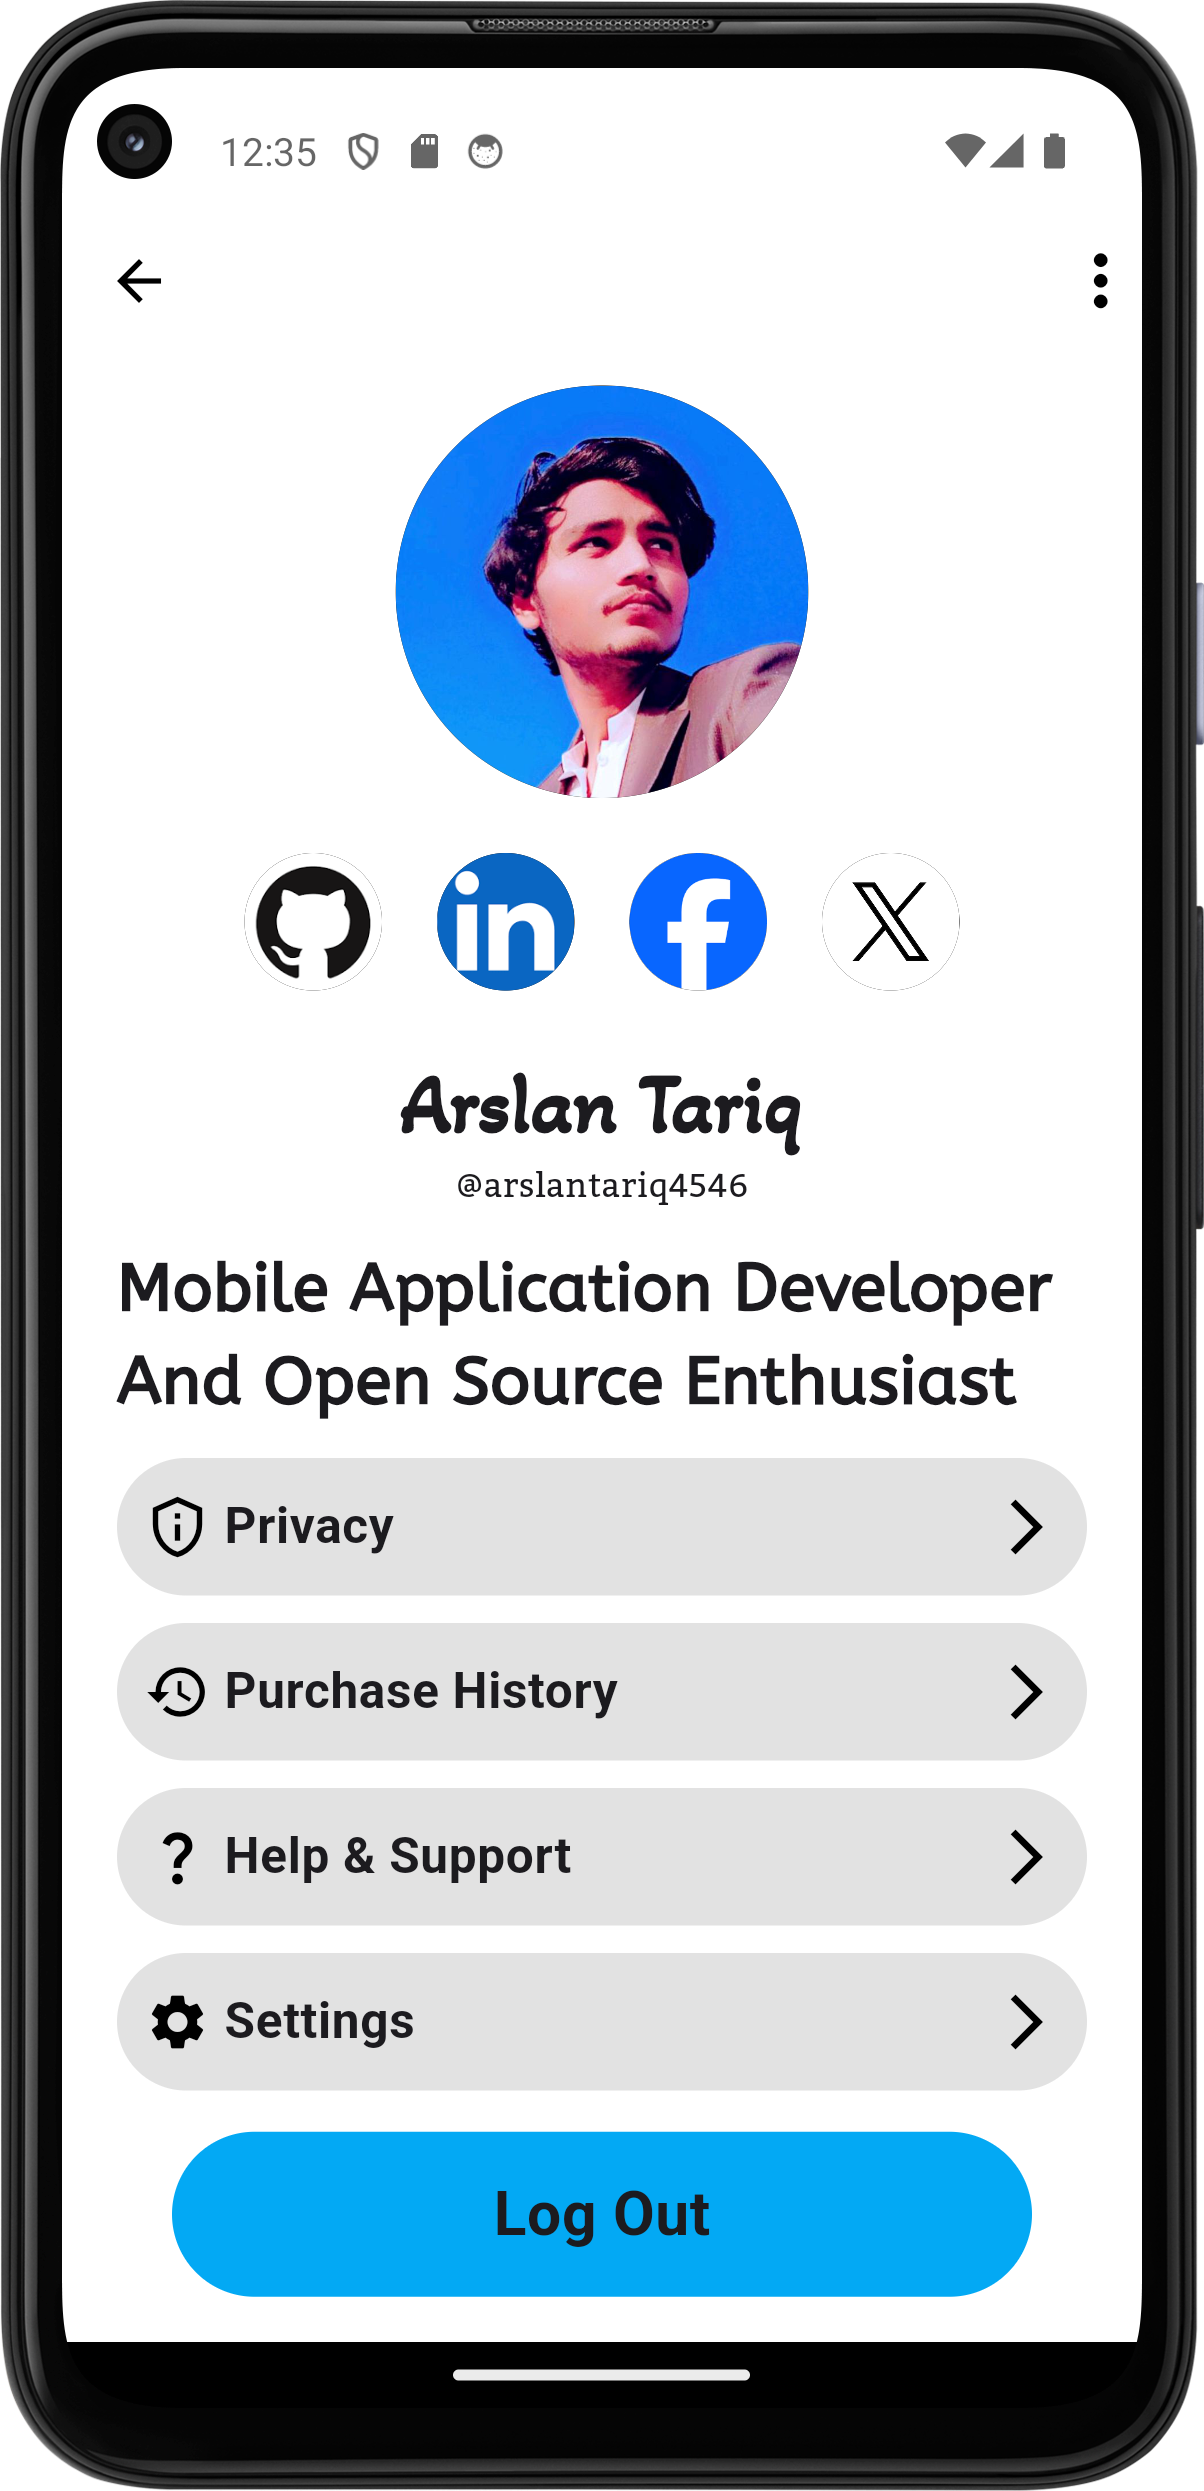 12:35
in
f
X
Arslan Tariq
@arslantariq4546
Mobile Application Developer
And Open Source Enthusiast
Privacy
Purchase History
Help & Support
Settings
Log Out